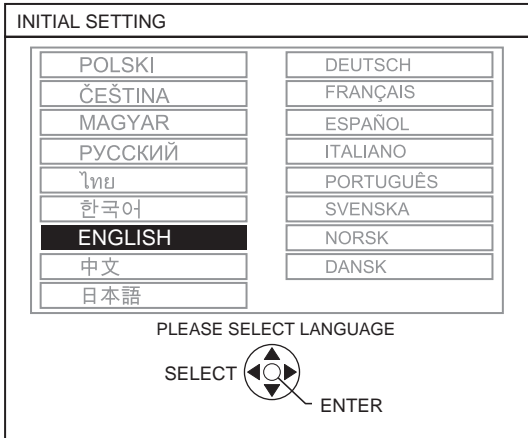 INITIAL SETTING
POLSKI
ČEŠTINA
MAGYAR
РУССКИЙ
ไทย
한국어
ENGLISH
中文
日本語
DEUTSCH
FRANÇAIS
ESPAÑOL
ITALIANO
PORTUGUÊS
SVENSKA
NORSK
DANSK
PLEASE SELECT LANGUAGE
SELECT
ENTER